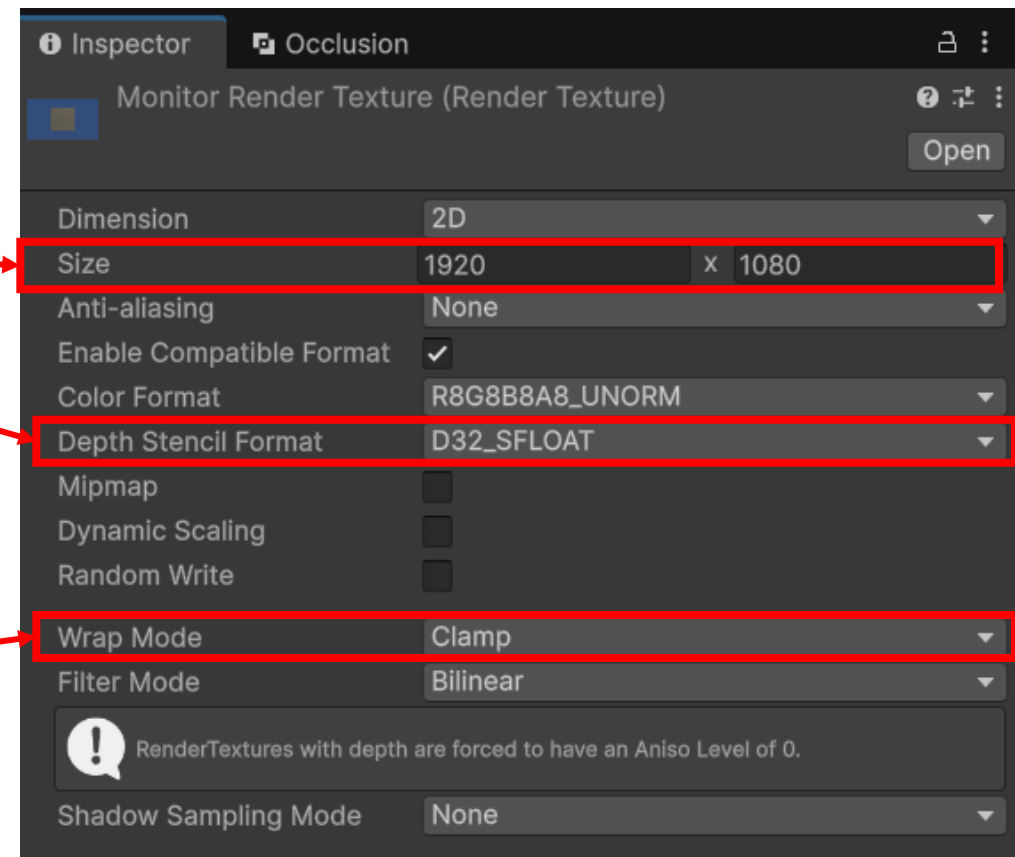 Inspector Occlusion
Monitor Render Texture (Render Texture)
Open
Dimension 2D
Size 1920 x 1080
Anti-aliasing None
Enable Compatible Format
Color Format R8G8B8A8_UNORM
Depth Stencil Format D32_SFLOAT
Mipmap
Dynamic Scaling
Random Write
Wrap Mode Clamp
Filter Mode Bilinear
RenderTextures with depth are forced to have an Aniso Level of 0.
Shadow Sampling Mode None